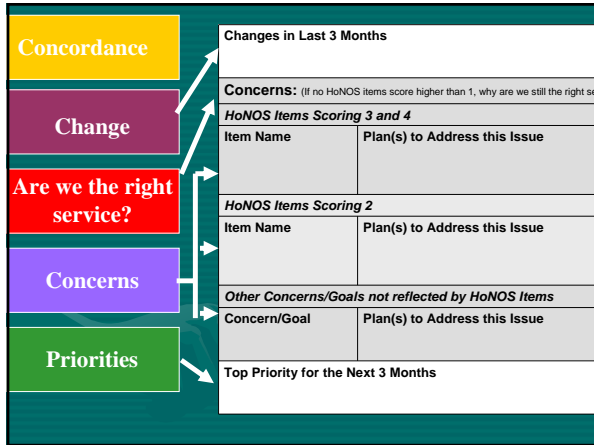 Concordance
Change
Are we the right
service?
Concerns
Priorities
Changes in Last 3 Months
Concerns: (If no HoNOS items score higher than 1, why are we still the right se
HoNOS Items Scoring 3 and 4
Item Name Plan(s) to Address this Issue
HoNOS Items Scoring 2
Item Name Plan(s) to Address this Issue
Other Concerns/Goals not reflected by HoNOS Items
Concern/Goal Plan(s) to Address this Issue
Top Priority for the Next 3 Months